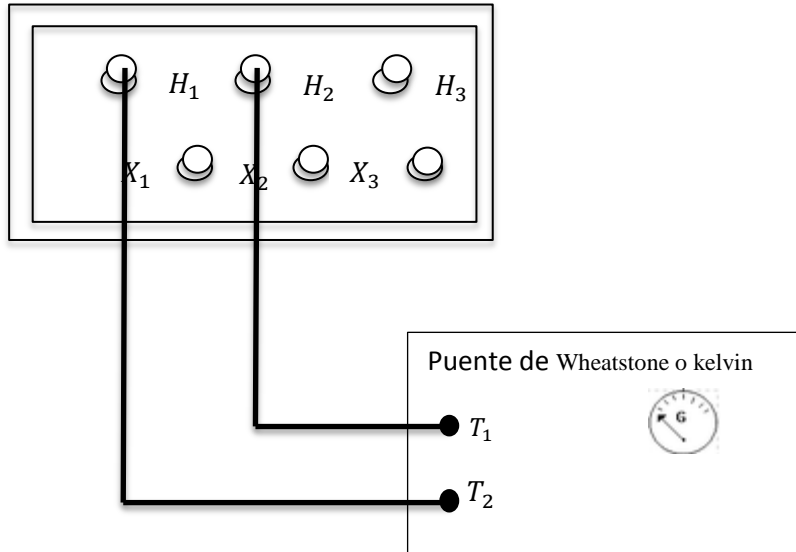 H₁ H₂ H₃
X₁ X₂ X₃
Puente de Wheatstone o kelvin
G
T₁
T₂